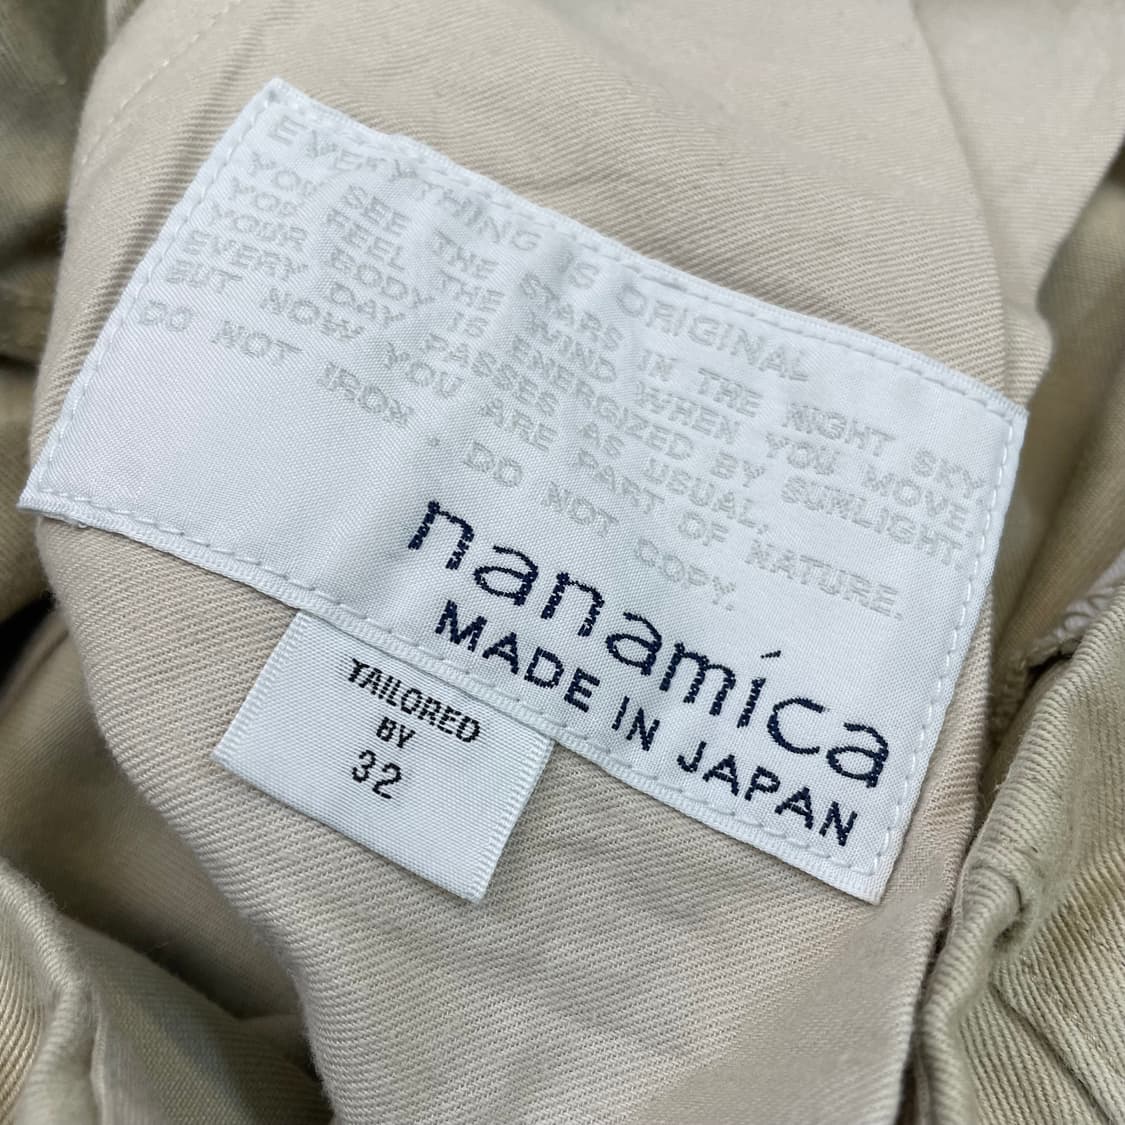 EVERYTHING IS ORIGINAL
YOU SEE THE STARS IN THE NIGHT SKY,
YOU FEEL THE WIND WHEN YOU MOVE,
YOUR BODY IS ENERGIZED BY SUNLIGHT.
EVERY DAY PASSES AS USUAL,
BUT NOW YOU ARE PART OF NATURE.
DO NOT IRON . DO NOT COPY.
nanamíca
MADE IN JAPAN
TAILORED
BY
32